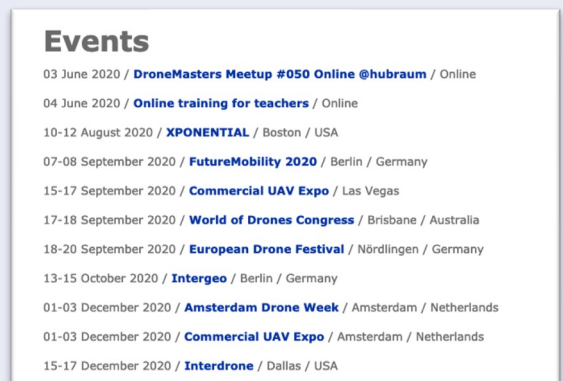 Events
03 June 2020 / DroneMasters Meetup #050 Online @hubraum / Online
04 June 2020 / Online training for teachers / Online
10-12 August 2020 / XPONENTIAL / Boston / USA
07-08 September 2020 / FutureMobility 2020 / Berlin / Germany
15-17 September 2020 / Commercial UAV Expo / Las Vegas
17-18 September 2020 / World of Drones Congress / Brisbane / Australia
18-20 September 2020 / European Drone Festival / Nördlingen / Germany
13-15 October 2020 / Intergeo / Berlin / Germany
01-03 December 2020 / Amsterdam Drone Week / Amsterdam / Netherlands
01-03 December 2020 / Commercial UAV Expo / Amsterdam / Netherlands
15-17 December 2020 / Interdrone / Dallas / USA